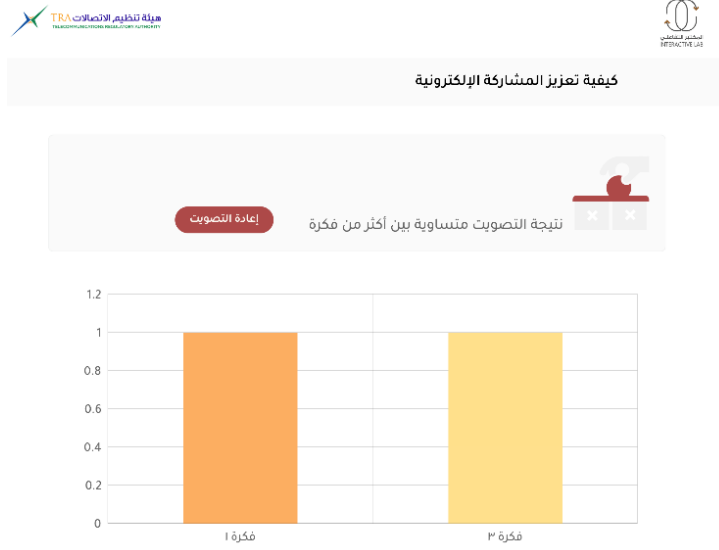 هيئة تنظيم الاتصالات TRA
TELECOMMUNICATIONS REGULATORY AUTHORITY
المختبر التفاعلي
INTERACTIVE LAB
كيفية تعزيز المشاركة الإلكترونية
نتيجة التصويت متساوية بين أكثر من فكرة
إعادة التصويت
1.2
1
0.8
0.6
0.4
0.2
0
فكرة ١
فكرة ٣